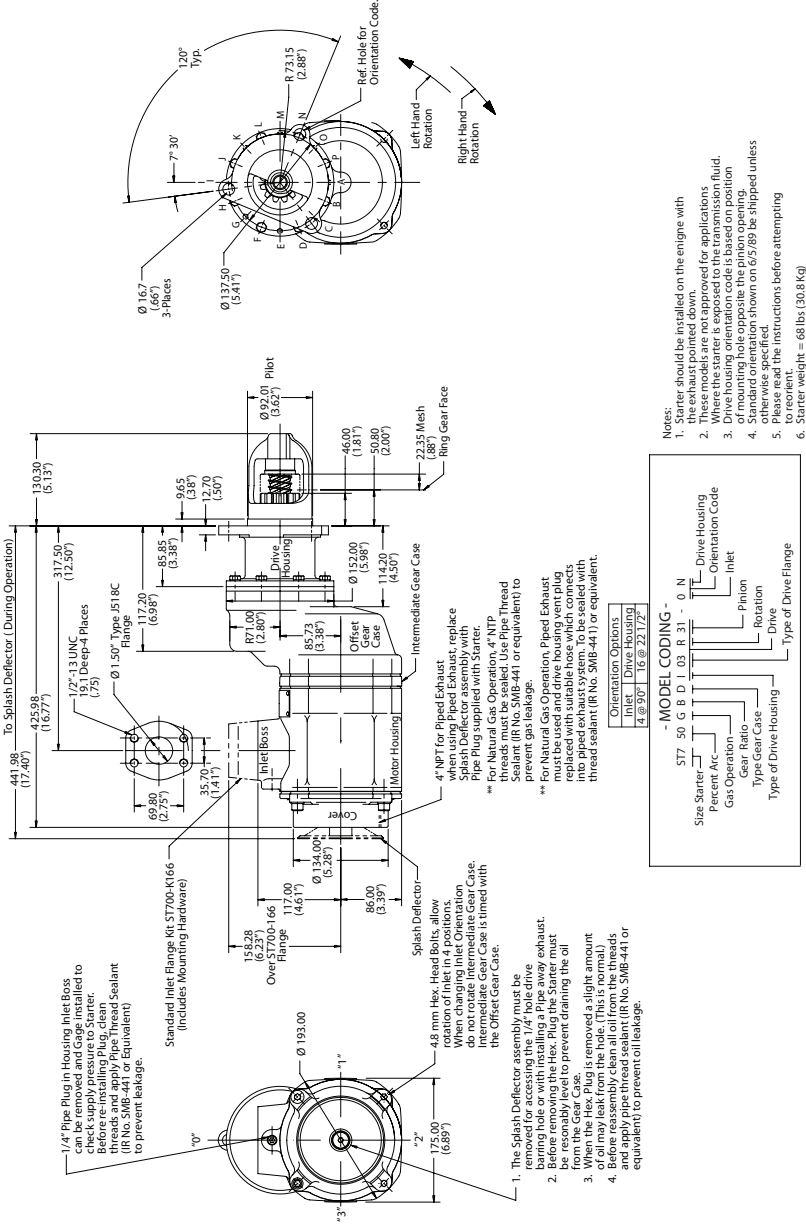 1/4" Pipe Plug in Housing Inlet Boss
can be removed and Gage installed to
check supply pressure to Starter.
Before re-installing Plug, clean
threads and apply Pipe Thread Sealant
(IR No. SMB-441 or Equivalent)
to prevent leakage.
"0"
"1"
"2"
"3"
Ø 193.00
175.00
(6.89")
1. The Splash Deflector assembly must be
removed for accessing the 1/4" hole drive
barring hole or with installing a Pipe away exhaust.
2. Before removing the Hex. Plug the Starter must
be resonably level to prevent draining the oil
from the Gear Case.
3. When the Hex. Plug is removed a slight amount
of oil may leak from the hole. (This is normal.)
4. Before reassembly clean all oil from the threads
and apply pipe thread sealant (IR No. SMB-441 or
equivalent) to prevent oil leakage.
To Splash Deflector ( During Operation)
441.98
(17.40")
425.98
(16.77")
317.50
(12.50")
117.20
(6.98")
85.85
(3.38")
130.30
(5.13")
9.65
(.38")
12.70
(.50")
1/2"-13 UNC
19.1 Deep-4 Places
(.75)
Ø 1.50" Type J518C
Flange
69.80
(2.75")
35.70
(1.41")
Standard Inlet Flange Kit ST700-K166
(Includes Mounting Hardware)
158.28
(6.23")
Over ST700-166
Flange
117.00
(4.61")
Ø 134.00
(5.28")
86.00
(3.39")
Splash Deflector
Inlet Boss
Cover
**
Motor Housing
R71.00
(2.80")
85.73
(3.38")
Offset
Gear
Case
Drive
Housing
Ø 152.00
(5.98")
114.20
(4.50")
Intermediate Gear Case
Ø 92.01 Pilot
(3.62")
46.00
(1.81")
50.80
(2.00")
22.35 Mesh
(.88")
Ring Gear Face
4.8 mm Hex. Head Bolts, allow
rotation of Inlet in 4 positions.
When changing Inlet Orientation
do not rotate Intermediate Gear Case.
Intermediate Gear Case is timed with
the Offset Gear Case.
4" NPT for Piped Exhaust
when using Piped Exhaust, replace
Splash Deflector assembly with
Pipe Plug supplied with Starter.
** For Natural Gas Operation, 4" NTP
threads must be sealed. Use Pipe Thread
Sealant (IR No. SMB-441 or equivalent) to
prevent gas leakage.
** For Natural Gas Operation, Piped Exhaust
must be used and drive housing vent plug
replaced with suitable hose which connects
into piped exhaust system. To be sealed with
thread sealant (IR No. SMB-441) or equivalent.
120°
Typ.
7° 30'
Ø 16.7
(.66")
3-Places
Ø 137.50
(5.41")
R 73.15
(2.88")
Ref. Hole for
Orientation Code.
A
B
C
D
E
F
G
H
J
K
L
M
N
O
P
Left Hand
Rotation
Right Hand
Rotation
Orientation Options
Inlet Drive Housing
4 @ 90° 16 @ 22 1/2°
- MODEL CODING -
ST7 50 G B D I 03 R 31 - 0 N
Size Starter
Percent Arc
Gas Operation
Gear Ratio
Type Gear Case
Type of Drive Housing
Drive Housing
Orientation Code
Inlet
Pinion
Rotation
Drive
Type of Drive Flange
Notes:
1. Starter should be installed on the enigne with
the exhaust pointed down.
2. These models are not approved for applications
Where the starter is exposed to the transmission fluid.
3. Drive housing orientation code is based on position
of mounting hole opposite the pinion opening.
4. Standard orientation shown on 6/5/89 be shipped unless
otherwise specified.
5. Please read the instructions before attempting
to reorient.
6. Starter weight = 68 lbs (30.8 Kg)